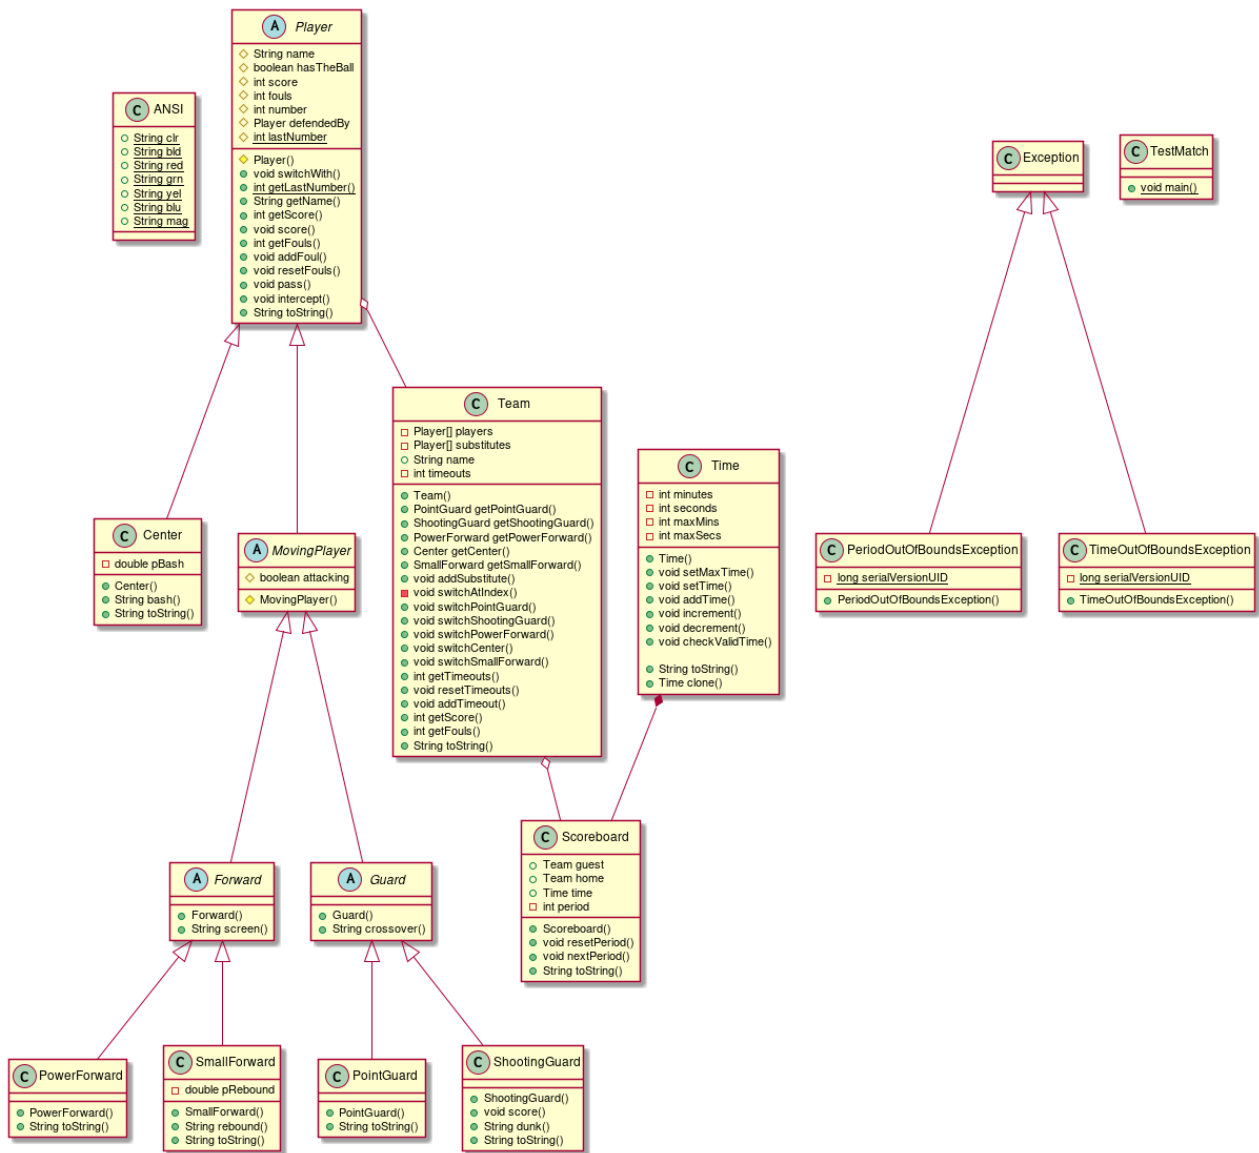 A Player
String name
boolean hasTheBall
int score
int fouls
int number
Player defendedBy
int lastNumber
Player()
void switchWith()
int getLastNumber()
String getName()
int getScore()
void score()
int getFouls()
void addFoul()
void resetFouls()
void pass()
void intercept()
String toString()
C ANSI
String clr
String bld
String red
String grn
String yel
String blu
String mag
C Exception
C TestMatch
void main()
C Team
Player[] players
Player[] substitutes
String name
int timeouts
Team()
PointGuard getPointGuard()
ShootingGuard getShootingGuard()
PowerForward getPowerForward()
Center getCenter()
SmallForward getSmallForward()
void addSubstitute()
void switchAtIndex()
void switchPointGuard()
void switchShootingGuard()
void switchPowerForward()
void switchCenter()
void switchSmallForward()
int getTimeouts()
void resetTimeouts()
void addTimeout()
int getScore()
int getFouls()
String toString()
C Time
int minutes
int seconds
int maxMins
int maxSecs
Time()
void setMaxTime()
void setTime()
void addTime()
void increment()
void decrement()
void checkValidTime()
String toString()
Time clone()
C Center
double pBash
Center()
String bash()
String toString()
A MovingPlayer
boolean attacking
MovingPlayer()
C PeriodOutOfBoundsException
long serialVersionUID
PeriodOutOfBoundsException()
C TimeOutOfBoundsException
long serialVersionUID
TimeOutOfBoundsException()
A Forward
Forward()
String screen()
A Guard
Guard()
String crossover()
C Scoreboard
Team guest
Team home
Time time
int period
Scoreboard()
void resetPeriod()
void nextPeriod()
String toString()
C PowerForward
PowerForward()
String toString()
C SmallForward
double pRebound
SmallForward()
String rebound()
String toString()
C PointGuard
PointGuard()
String toString()
C ShootingGuard
ShootingGuard()
void score()
String dunk()
String toString()